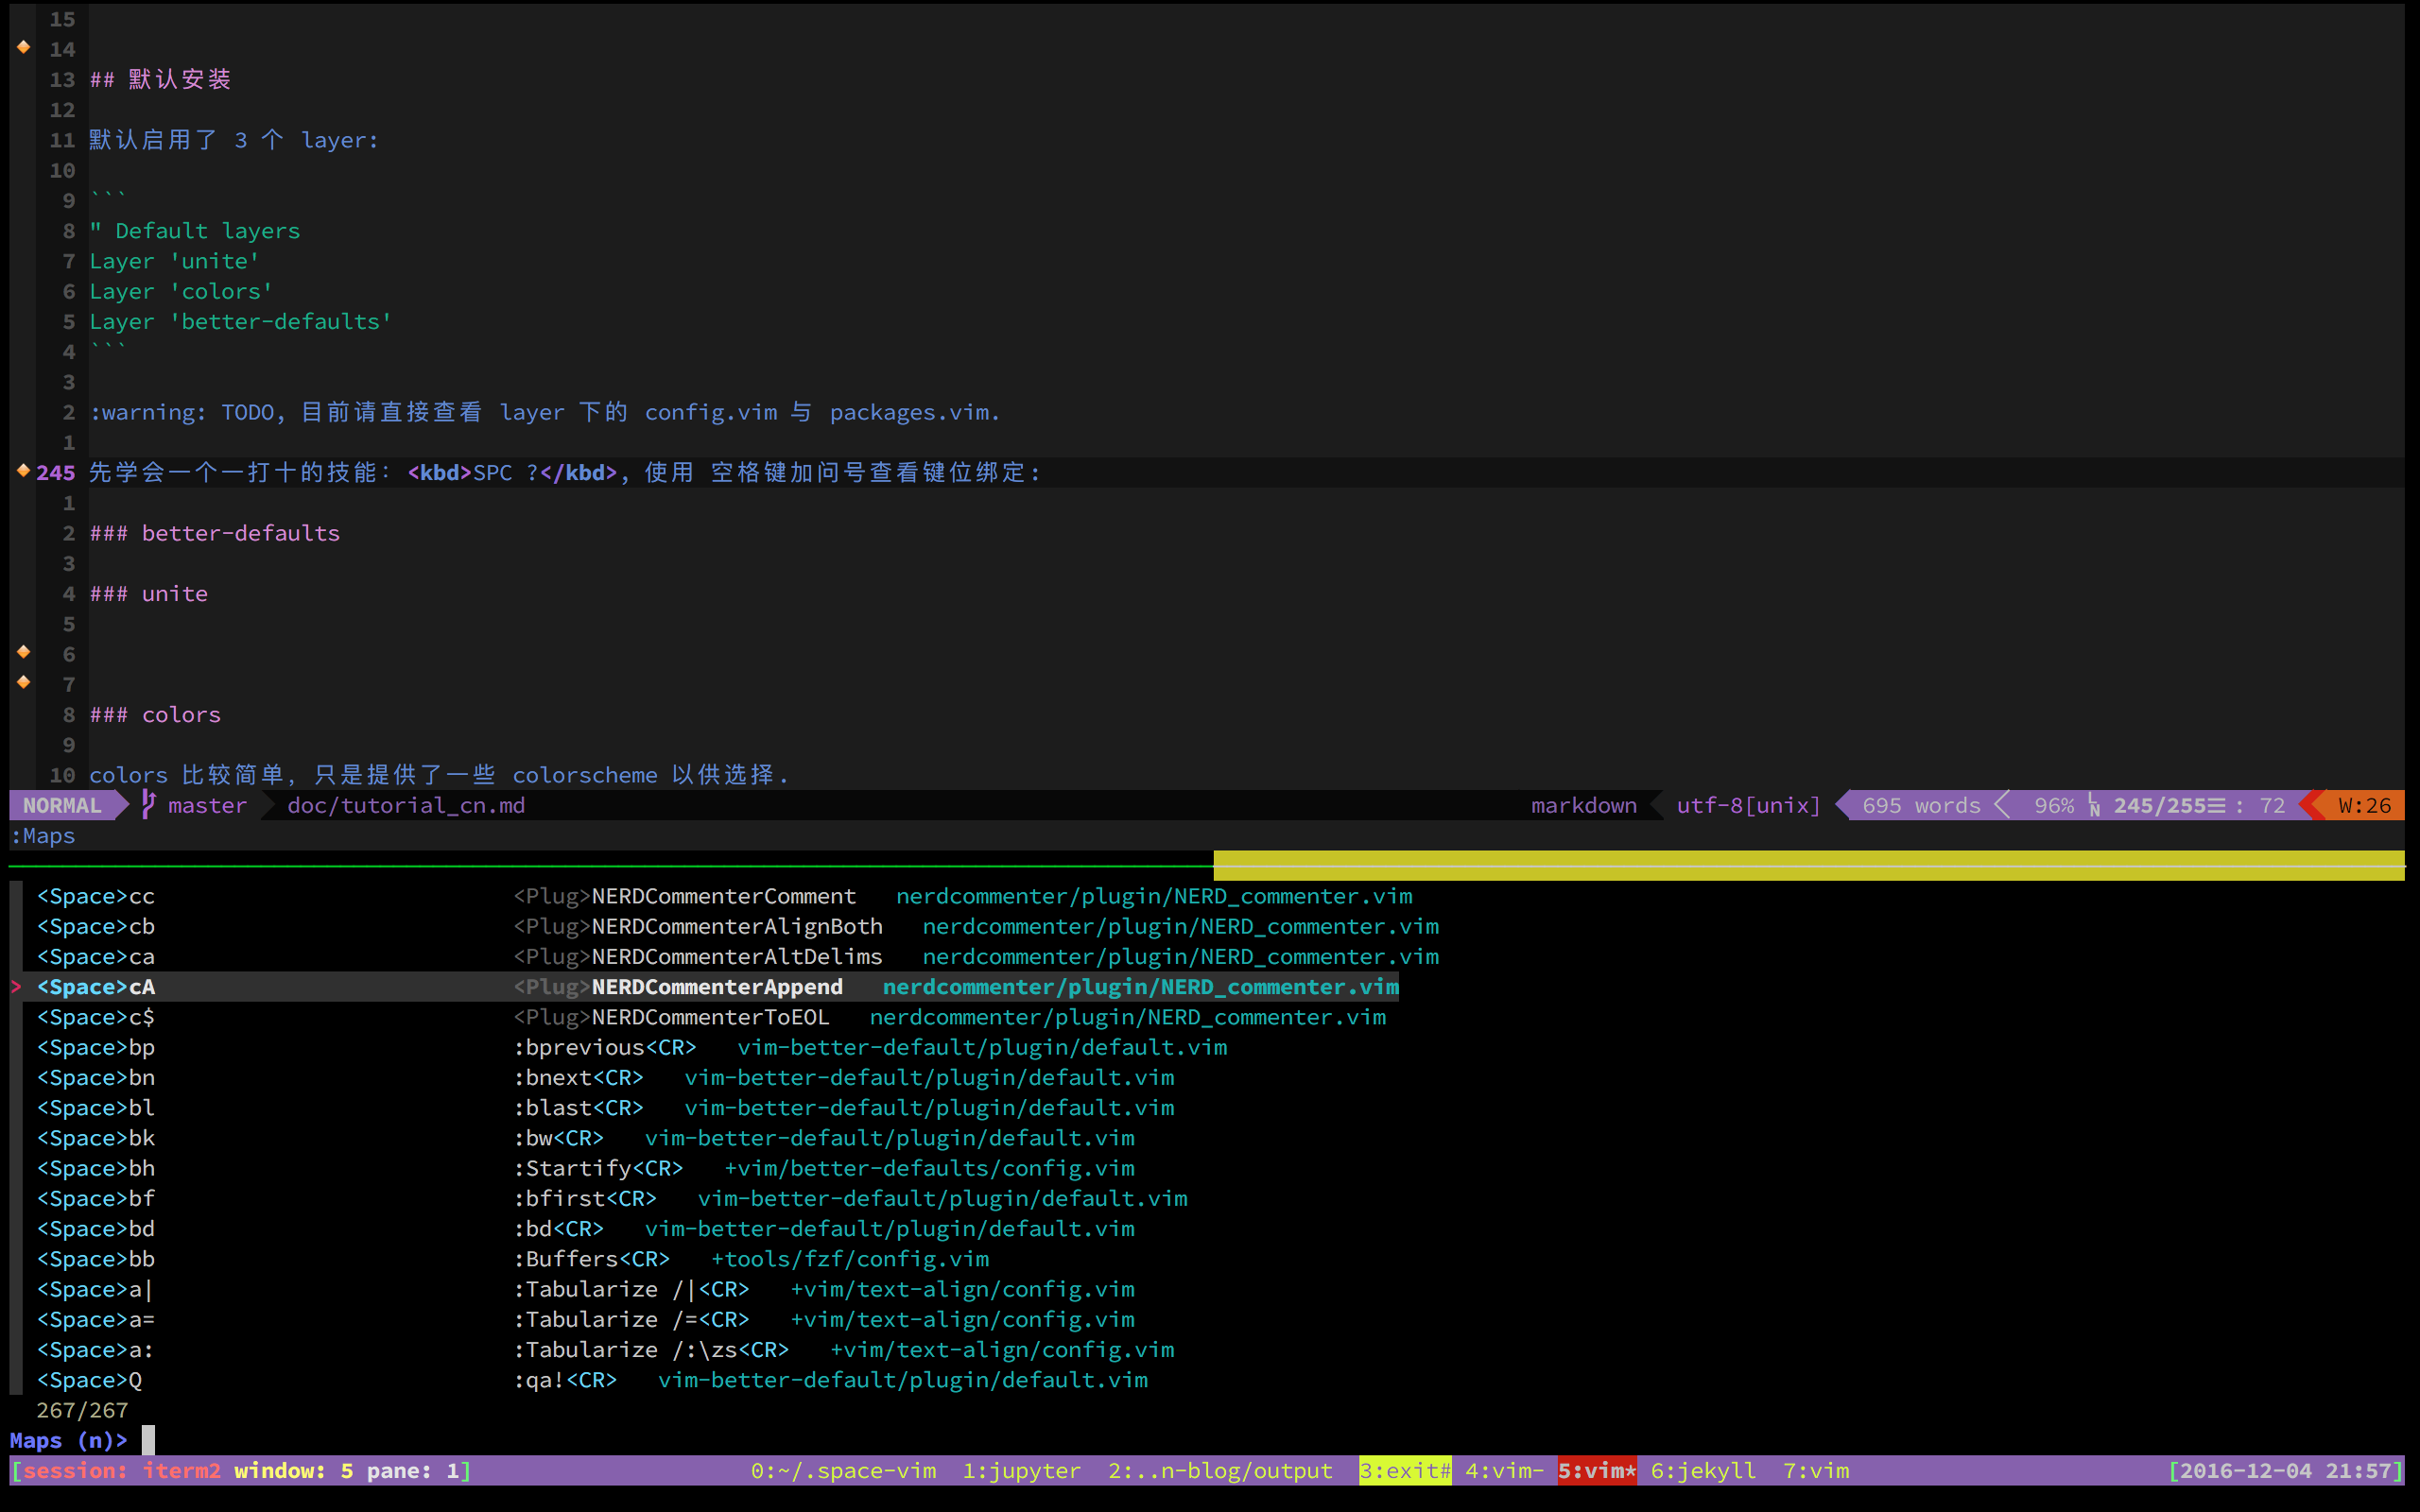 15
14
13 ## 默认安装
12
11 默认启用了 3 个 layer:
10
9 ```
8 " Default layers
7 Layer 'unite'
6 Layer 'colors'
5 Layer 'better-defaults'
4 ```
3
2 :warning: TODO, 目前请直接查看 layer 下的 config.vim 与 packages.vim.
1
245 先学会一个一打十的技能: <kbd>SPC ?</kbd>, 使用 空格键加问号查看键位绑定:
1
2 ### better-defaults
3
4 ### unite
5
6
7
8 ### colors
9
10 colors 比较简单, 只是提供了一些 colorscheme 以供选择.
NORMAL master doc/tutorial_cn.md markdown utf-8[unix] 695 words 96% LN 245/255☰ : 72 W:26
:Maps
<Space>cc <Plug>NERDCommenterComment nerdcommenter/plugin/NERD_commenter.vim
<Space>cb <Plug>NERDCommenterAlignBoth nerdcommenter/plugin/NERD_commenter.vim
<Space>ca <Plug>NERDCommenterAltDelims nerdcommenter/plugin/NERD_commenter.vim
> <Space>cA <Plug>NERDCommenterAppend nerdcommenter/plugin/NERD_commenter.vim
<Space>c$ <Plug>NERDCommenterToEOL nerdcommenter/plugin/NERD_commenter.vim
<Space>bp :bprevious<CR> vim-better-default/plugin/default.vim
<Space>bn :bnext<CR> vim-better-default/plugin/default.vim
<Space>bl :blast<CR> vim-better-default/plugin/default.vim
<Space>bk :bw<CR> vim-better-default/plugin/default.vim
<Space>bh :Startify<CR> +vim/better-defaults/config.vim
<Space>bf :bfirst<CR> vim-better-default/plugin/default.vim
<Space>bd :bd<CR> vim-better-default/plugin/default.vim
<Space>bb :Buffers<CR> +tools/fzf/config.vim
<Space>a| :Tabularize /|<CR> +vim/text-align/config.vim
<Space>a= :Tabularize /=<CR> +vim/text-align/config.vim
<Space>a: :Tabularize /:\zs<CR> +vim/text-align/config.vim
<Space>Q :qa!<CR> vim-better-default/plugin/default.vim
267/267
Maps (n)>
[session: iterm2 window: 5 pane: 1] 0:~/.space-vim 1:jupyter 2:..n-blog/output 3:exit# 4:vim- 5:vim* 6:jekyll 7:vim [2016-12-04 21:57]